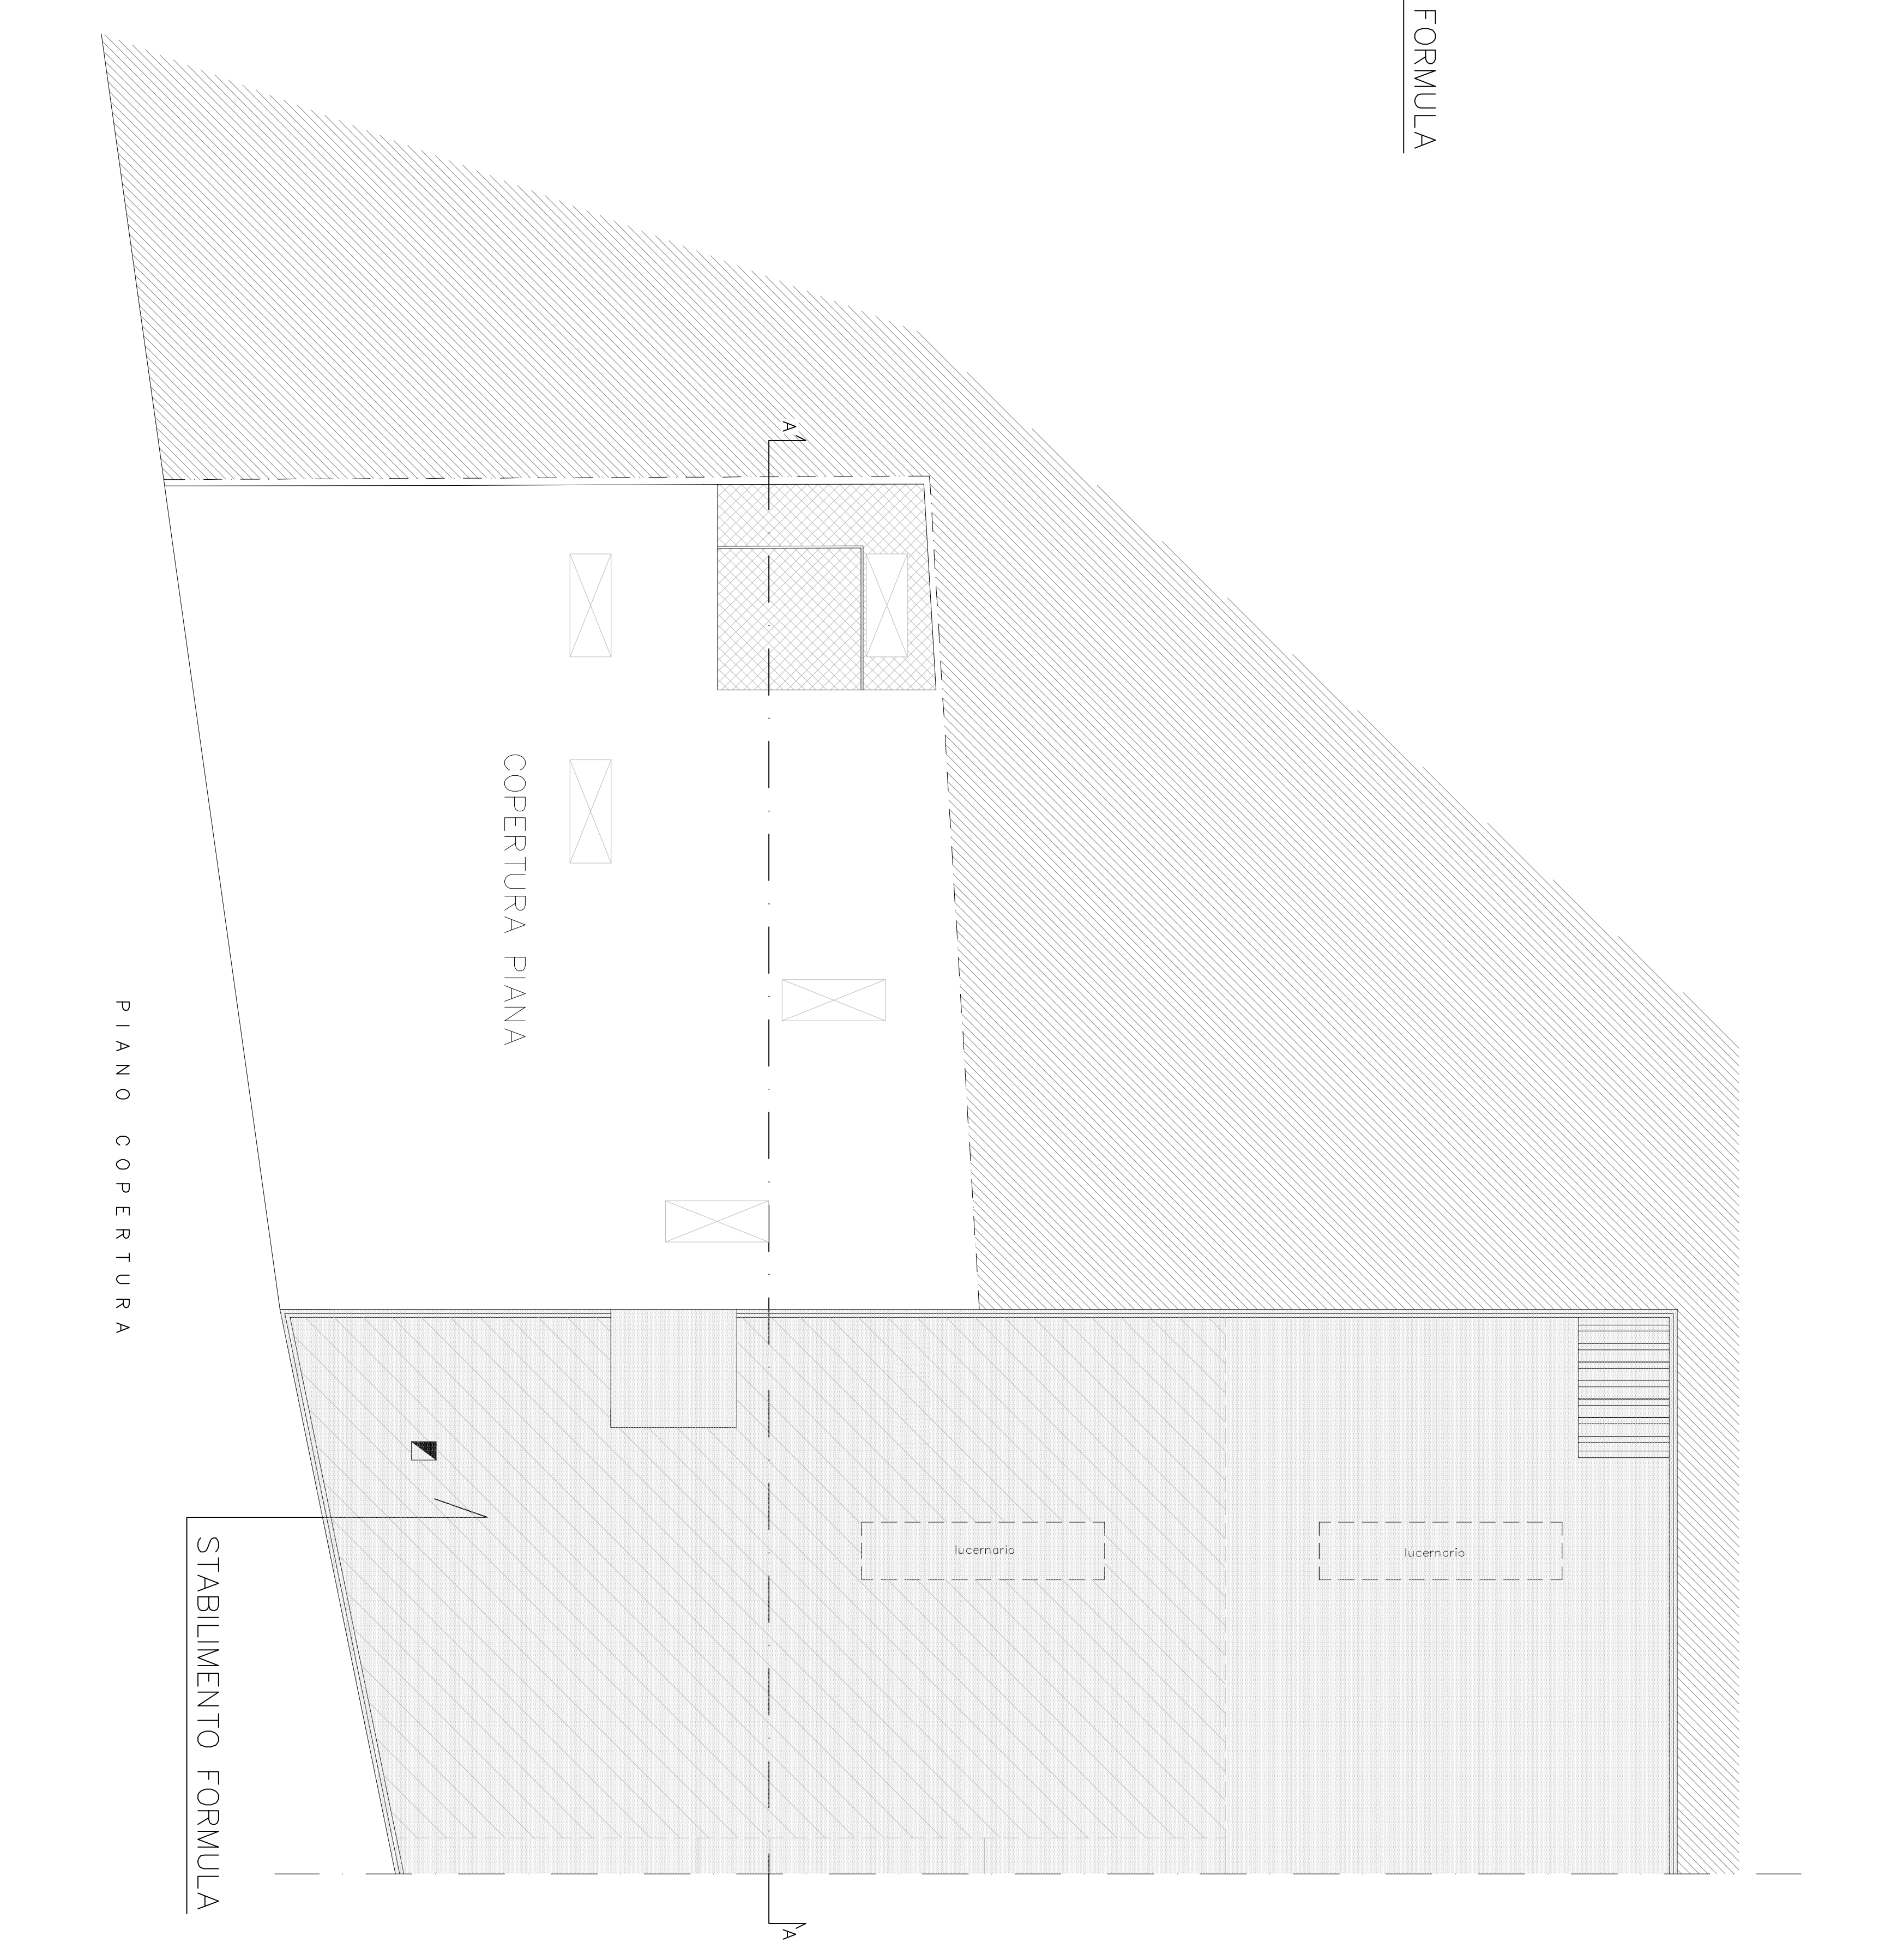 FORMULA
A'
COPERTURA PIANA
PIANO COPERTURA
lucernario
lucernario
STABILIMENTO FORMULA
A